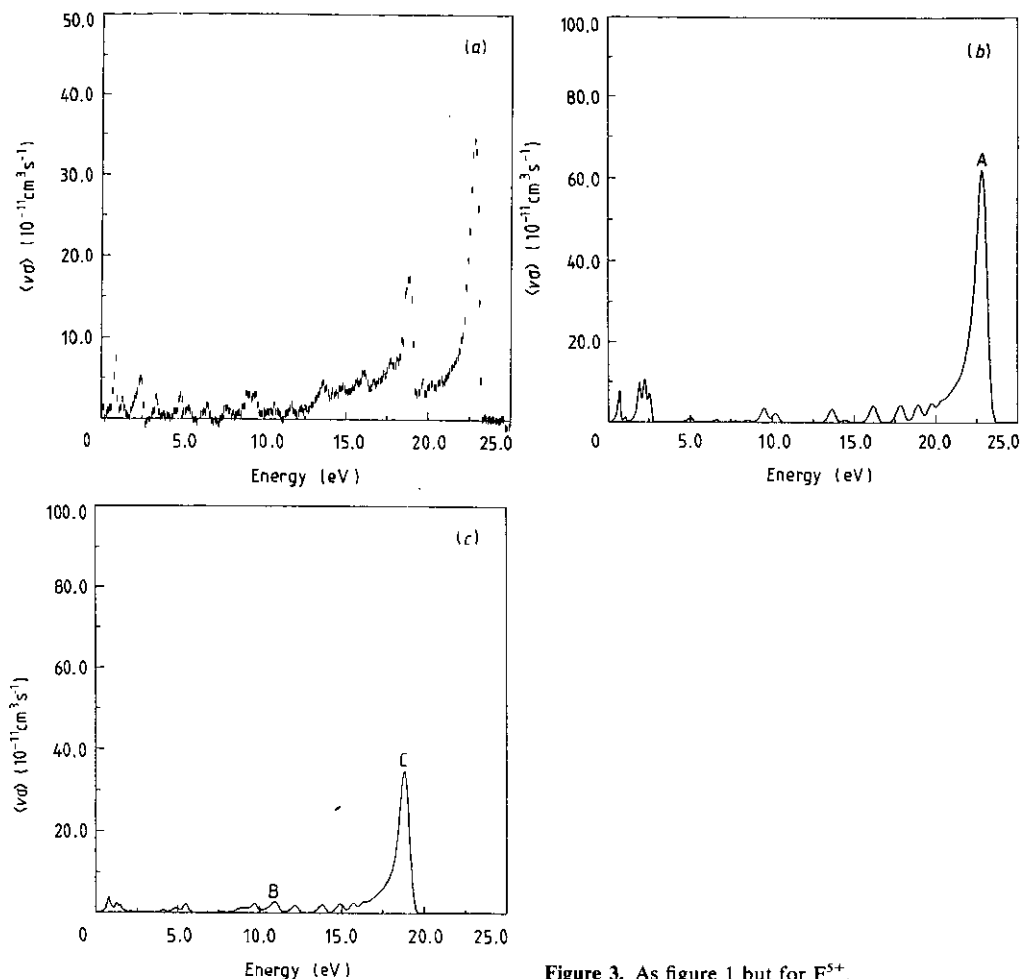 (a)
50.0
40.0
30.0
20.0
10.0
0
5.0
10.0
15.0
20.0
25.0
⟨vσ⟩ (10⁻¹¹cm³s⁻¹)
Energy (eV)
(b)
100.0
80.0
60.0
40.0
20.0
0
5.0
10.0
15.0
20.0
25.0
⟨vσ⟩ (10⁻¹¹cm³s⁻¹)
A
Energy (eV)
(c)
100.0
80.0
60.0
40.0
20.0
0
5.0
10.0
15.0
20.0
25.0
⟨vσ⟩ (10⁻¹¹cm³s⁻¹)
B
C
Energy (eV)
Figure 3. As figure 1 but for F⁵⁺.